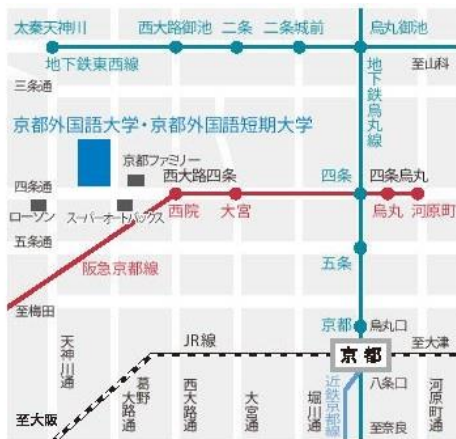 太秦天神川
西大路御池
二条
二条城前
烏丸御池
地下鉄東西線
至山科
三条通
地下鉄烏丸線
京都外国語大学・京都外国語短期大学
京都ファミリー
西大路四条
四条
四条烏丸
四条通
ローソン
スーパーオートバックス
西院
大宮
烏丸
河原町
五条通
阪急京都線
五条
至梅田
京都
烏丸口
JR線
至大津
京都
天神川通
葛野大路通
西大路通
大宮通
堀川通
近鉄京都線
八条口
河原町通
至大阪
至奈良